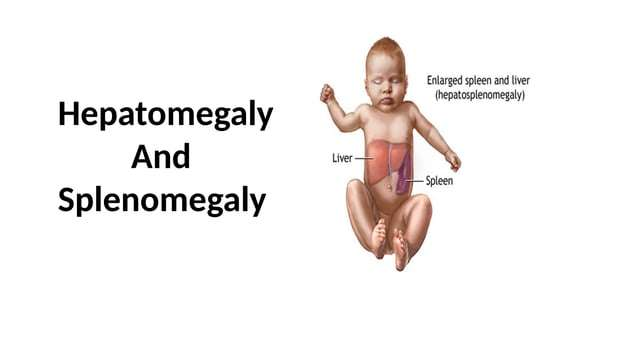 Hepatomegaly
And
Splenomegaly
Enlarged spleen and liver
(hepatosplenomegaly)
Liver
Spleen